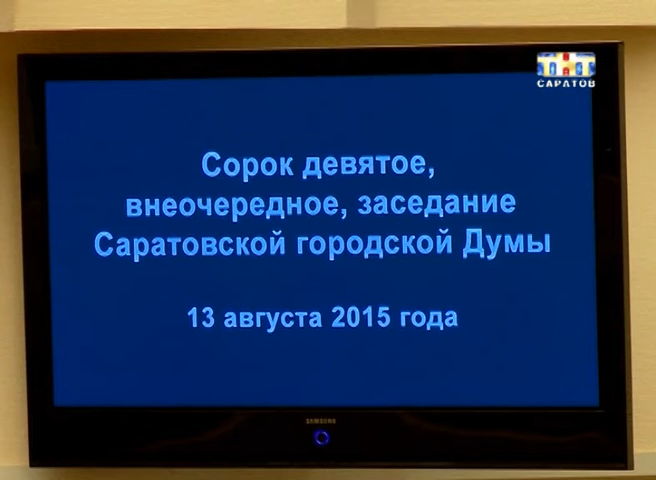 ТНТ
САРАТОВ
Сорок девятое,
внеочередное, заседание
Саратовской городской Думы
13 августа 2015 года
SAMSUNG